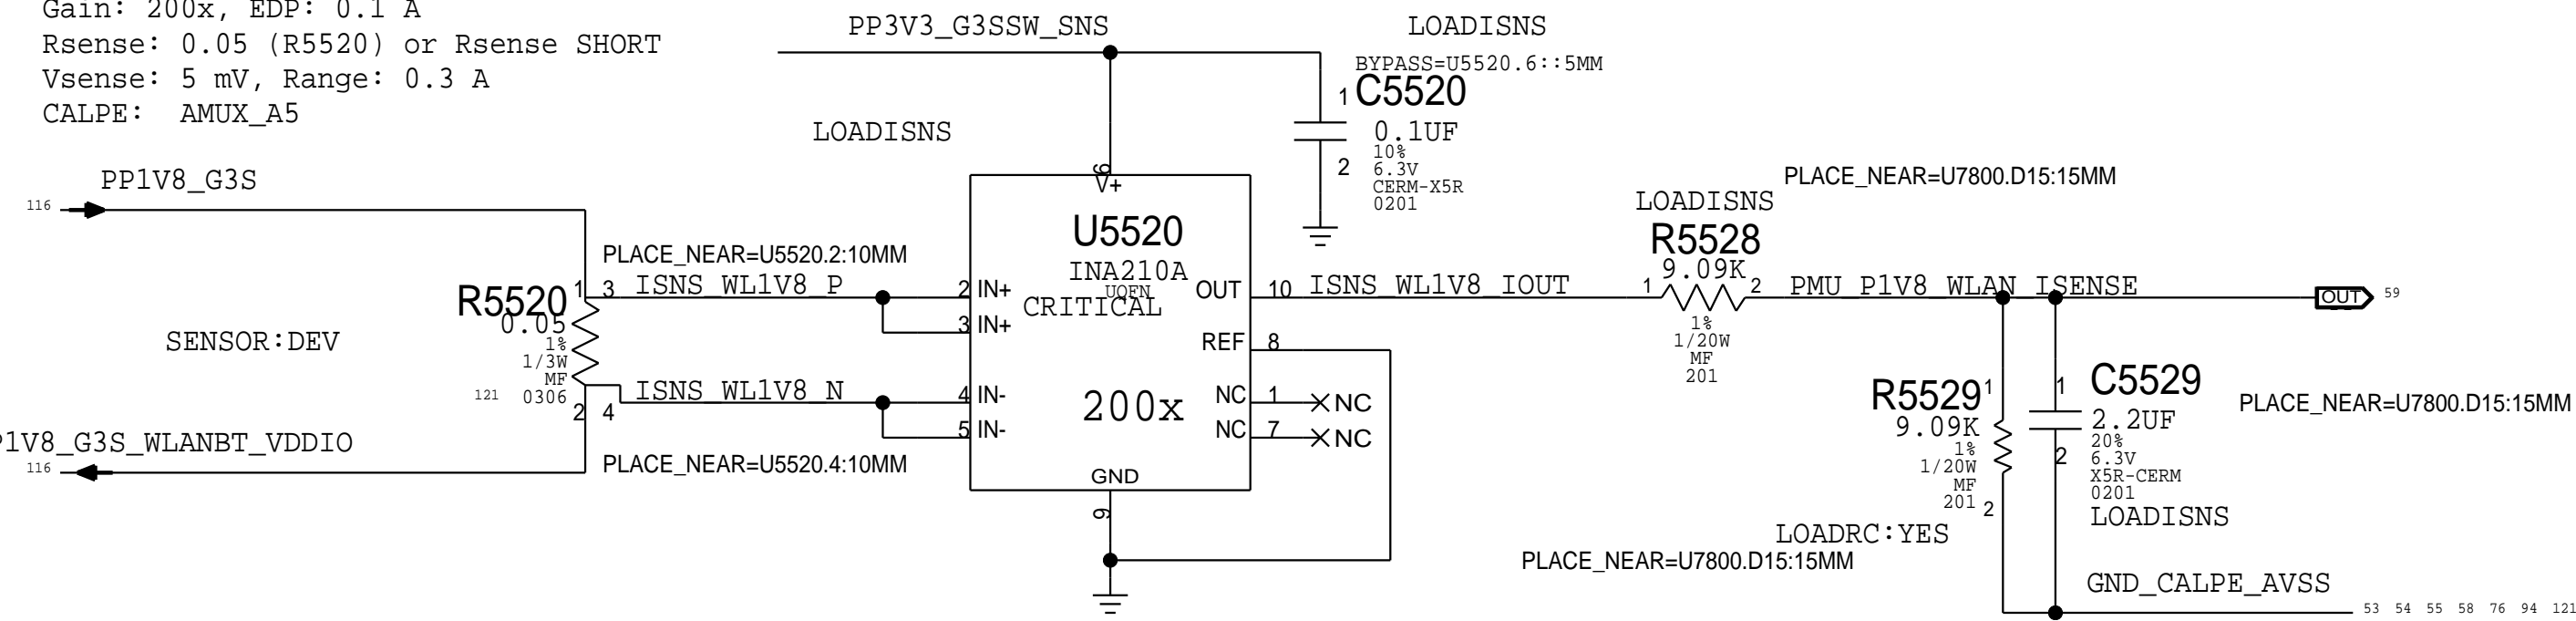 Gain: 200x, EDP: 0.1 A
Rsense: 0.05 (R5520) or Rsense SHORT
Vsense: 5 mV, Range: 0.3 A
CALPE: AMUX_A5
PP3V3_G3SSW_SNS
LOADISNS
BYPASS=U5520.6::5MM
1 C5520
0.1UF
10%
2 6.3V
CERM-X5R
0201
LOADISNS
PP1V8_G3S
116
6
V+
U5520
INA210A
UQFN
CRITICAL
200x
GND
9
PLACE_NEAR=U5520.2:10MM
1 3 ISNS_WL1V8_P
2 IN+
3 IN+
R5520
0.05
1%
1/3W
MF
0306
121
SENSOR:DEV
2 4 ISNS_WL1V8_N
4 IN-
5 IN-
PLACE_NEAR=U5520.4:10MM
P1V8_G3S_WLANBT_VDDIO
116
OUT 10 ISNS_WL1V8_IOUT
REF 8
NC 1 NC
NC 7 NC
PLACE_NEAR=U7800.D15:15MM
LOADISNS
R5528
9.09K
1 2
1%
1/20W
MF
201
PMU_P1V8_WLAN_ISENSE
OUT 59
R5529 1
9.09K
1%
1/20W
MF
201 2
1 C5529
2.2UF
20%
2 6.3V
X5R-CERM
0201
LOADISNS
PLACE_NEAR=U7800.D15:15MM
LOADRC:YES
PLACE_NEAR=U7800.D15:15MM
GND_CALPE_AVSS
53 54 55 58 76 94 121